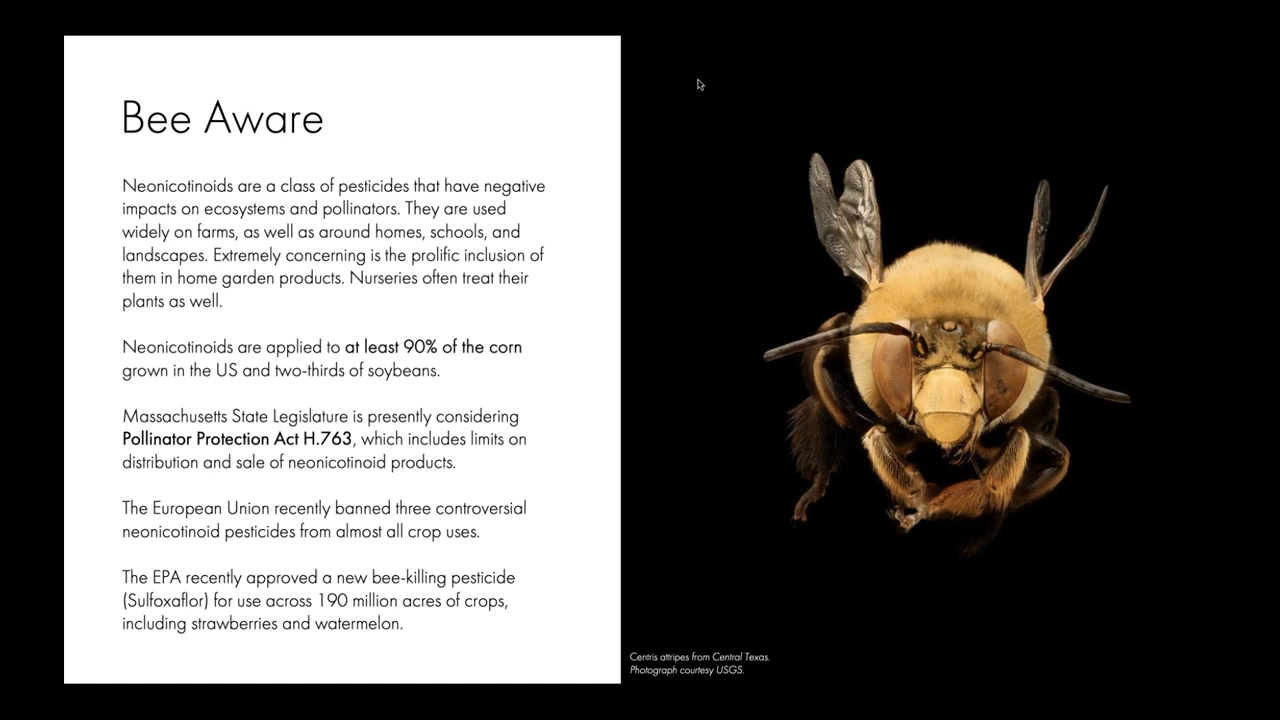 Bee Aware
Neonicotinoids are a class of pesticides that have negative
impacts on ecosystems and pollinators. They are used
widely on farms, as well as around homes, schools, and
landscapes. Extremely concerning is the prolific inclusion of
them in home garden products. Nurseries often treat their
plants as well.
Neonicotinoids are applied to at least 90% of the corn
grown in the US and two-thirds of soybeans.
Massachusetts State Legislature is presently considering
Pollinator Protection Act H.763, which includes limits on
distribution and sale of neonicotinoid products.
The European Union recently banned three controversial
neonicotinoid pesticides from almost all crop uses.
The EPA recently approved a new bee-killing pesticide
(Sulfoxaflor) for use across 190 million acres of crops,
including strawberries and watermelon.
Centris attripes from Central Texas.
Photograph courtesy USGS.